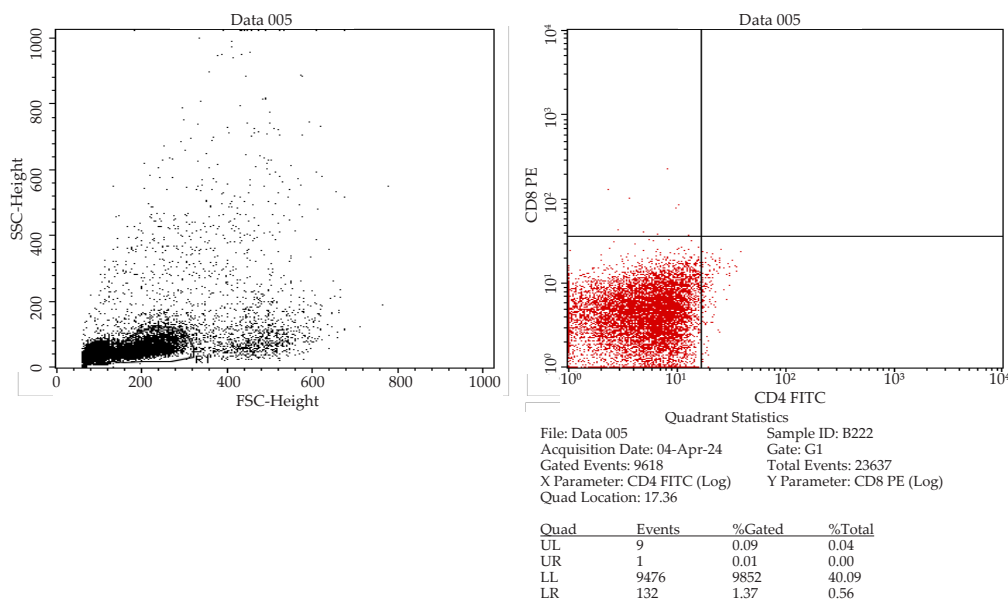 Data 005
1000
800
600
400
200
0
SSC-Height
0 200 400 600 800 1000
FSC-Height
R1
Data 005
10⁴
10³
10²
10¹
10⁰
CD8 PE
10⁰ 10¹ 10² 10³ 10⁴
CD4 FITC
Quadrant Statistics
File: Data 005 Sample ID: B222
Acquisition Date: 04-Apr-24 Gate: G1
Gated Events: 9618 Total Events: 23637
X Parameter: CD4 FITC (Log) Y Parameter: CD8 PE (Log)
Quad Location: 17.36
Quad Events %Gated %Total
UL 9 0.09 0.04
UR 1 0.01 0.00
LL 9476 9852 40.09
LR 132 1.37 0.56